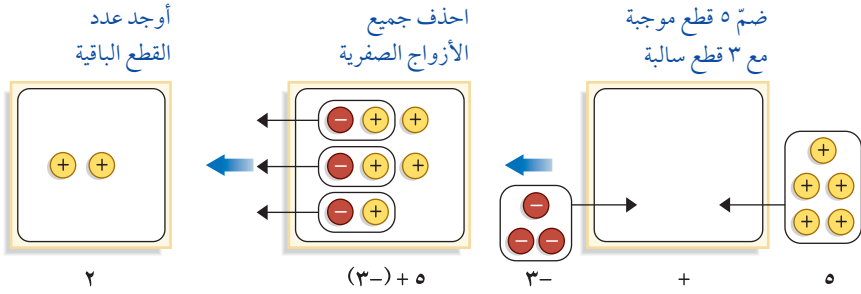 ضمّ ٥ قطع موجبة
مع ٣ قطع سالبة
احذف جميع
الأزواج الصفرية
أوجد عدد
القطع الباقية
+
+ +
+ +
−
− −
− + +
− + +
− +
+ +
٥
+
−٣
٥ + (−٣)
٢